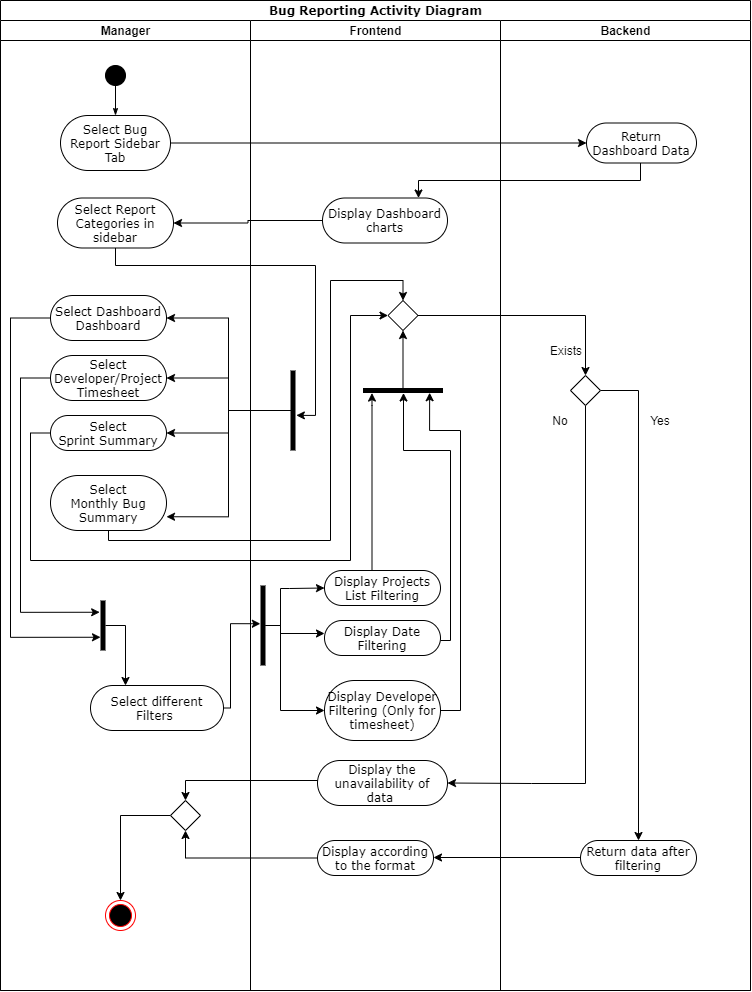 Bug Reporting Activity Diagram
Manager
Frontend
Backend
Select Bug
Report Sidebar
Tab
Return
Dashboard Data
Select Report
Categories in
sidebar
Display Dashboard
charts
Select Dashboard
Dashboard
Select
Developer/Project
Timesheet
Select
Sprint Summary
Select
Monthly Bug
Summary
Exists
No
Yes
Display Projects
List Filtering
Display Date
Filtering
Select different
Filters
Display Developer
Filtering (Only for
timesheet)
Display the
unavailability of
data
Display according
to the format
Return data after
filtering